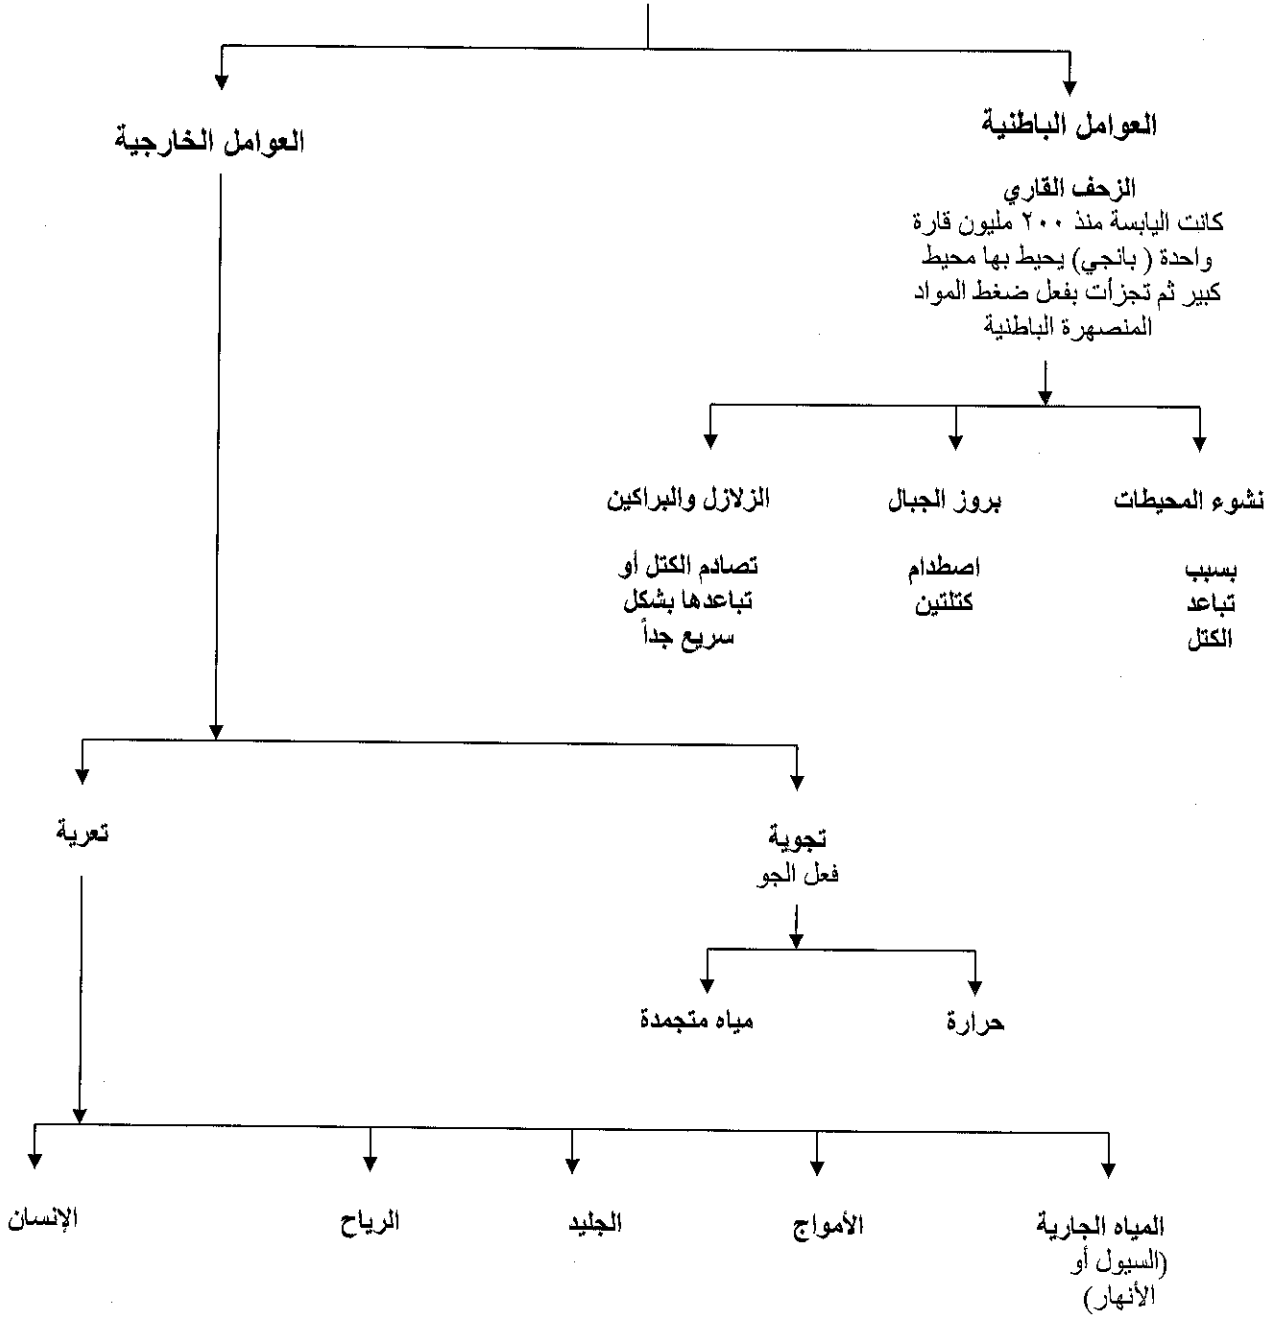 العوامل الباطنية
العوامل الخارجية
الزحف القاري
كانت اليابسة منذ ٢٠٠ مليون قارة
واحدة ( بانجي) يحيط بها محيط
كبير ثم تجزأت بفعل ضغط المواد
المنصهرة الباطنية
نشوء المحيطات
بسبب
تباعد
الكتل
بروز الجبال
اصطدام
كتلتين
الزلازل والبراكين
تصادم الكتل أو
تباعدها بشكل
سريع جداً
تجوية
فعل الجو
تعرية
حرارة
مياه متجمدة
المياه الجارية
(السيول أو
الأنهار)
الأمواج
الجليد
الرياح
الإنسان